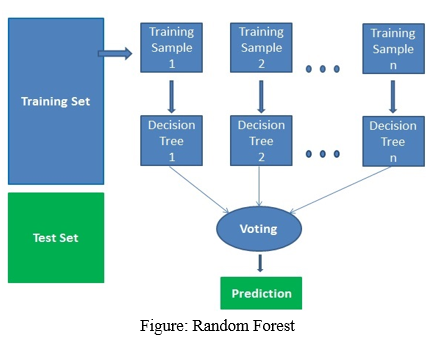 Training Set
Training
Sample
1
Training
Sample
2
Training
Sample
n
Decision
Tree
1
Decision
Tree
2
Decision
Tree
n
Test Set
Voting
Prediction
Figure: Random Forest